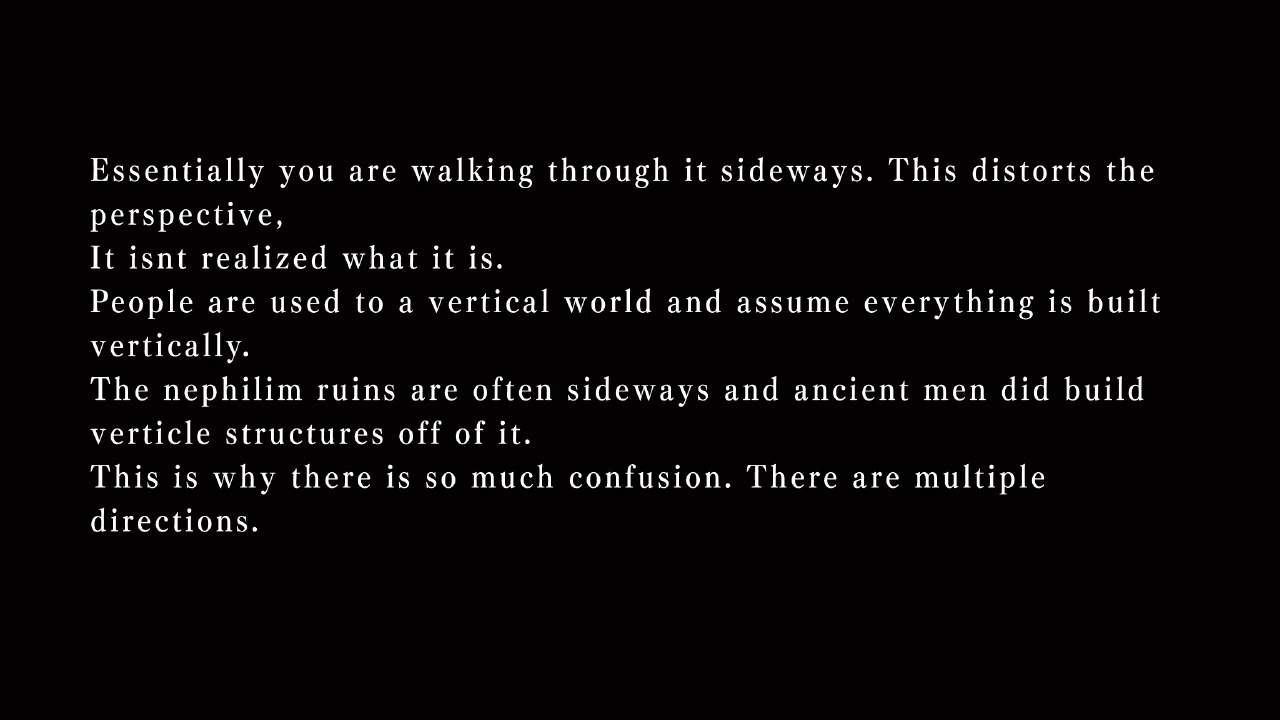 Essentially you are walking through it sideways. This distorts the
perspective,
It isnt realized what it is.
People are used to a vertical world and assume everything is built
vertically.
The nephilim ruins are often sideways and ancient men did build
verticle structures off of it.
This is why there is so much confusion. There are multiple
directions.